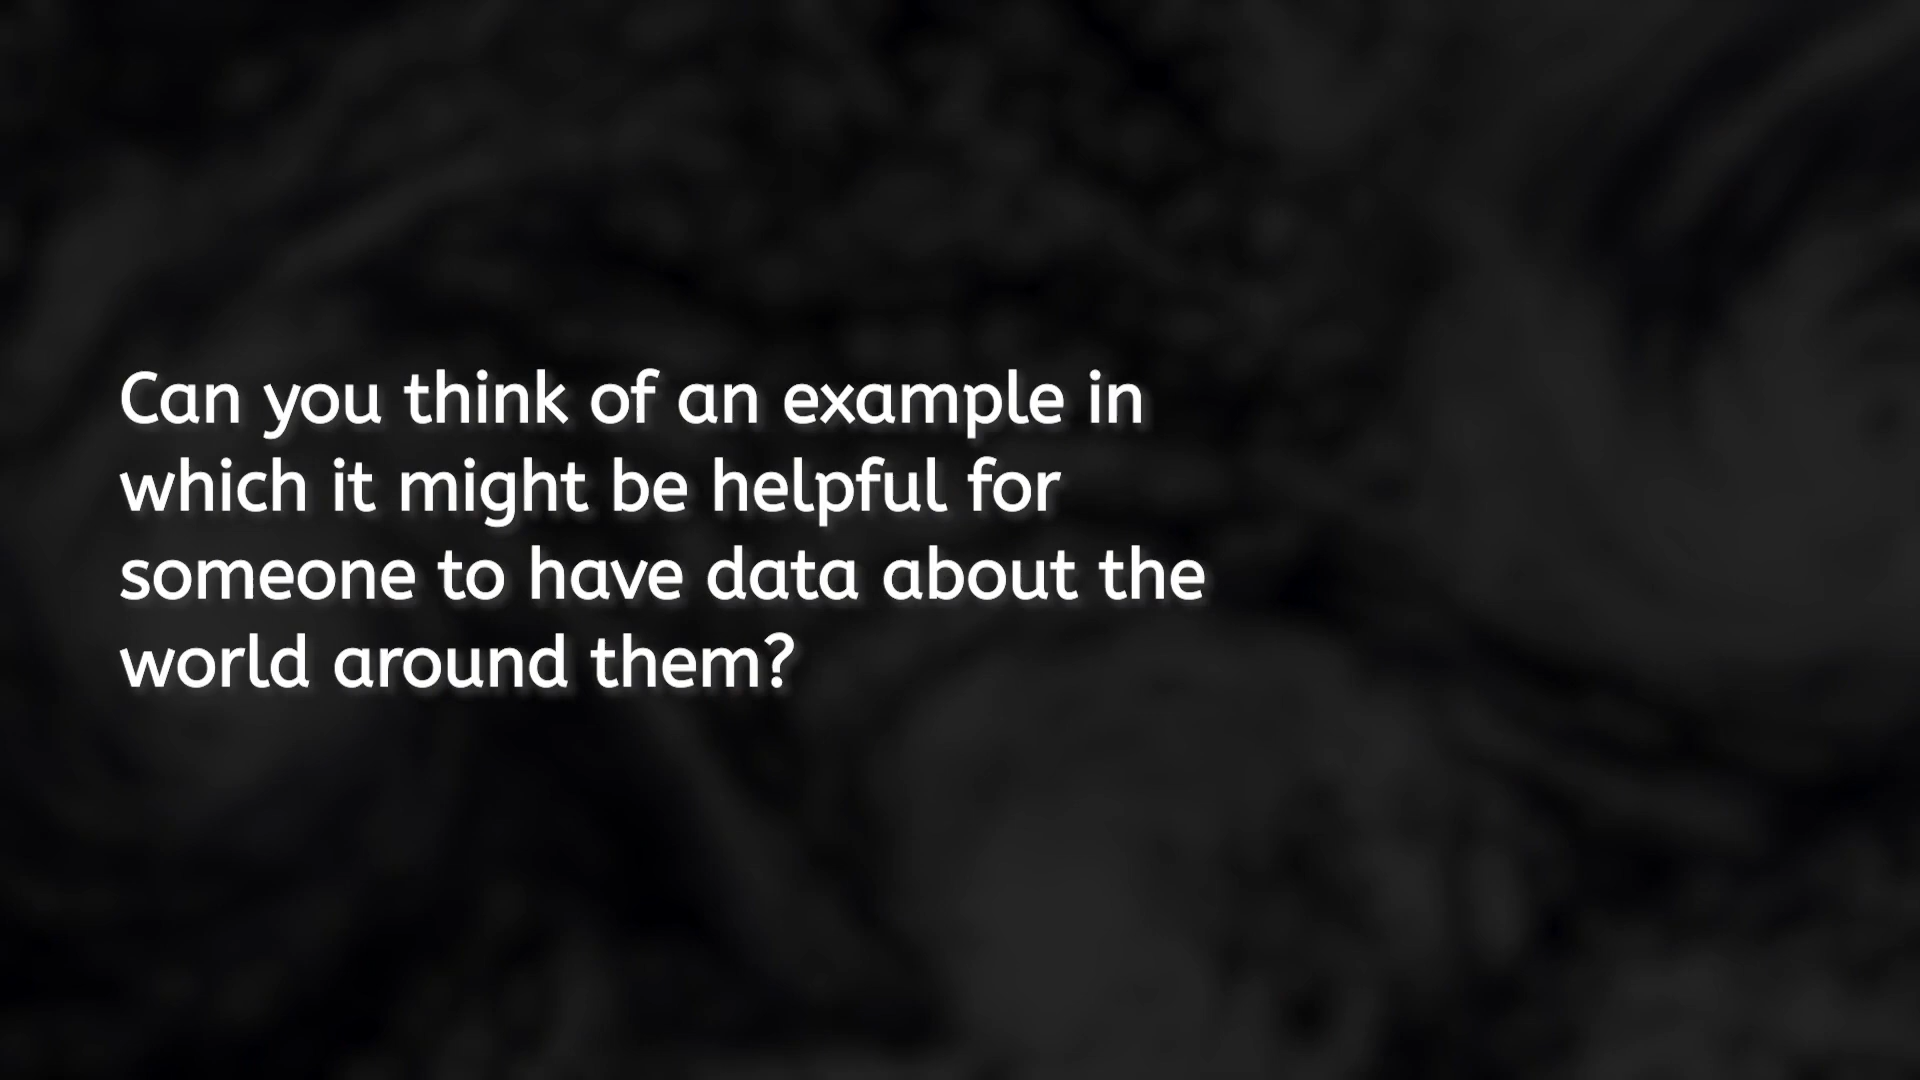 Can you think of an example in
which it might be helpful for
someone to have data about the
world around them?